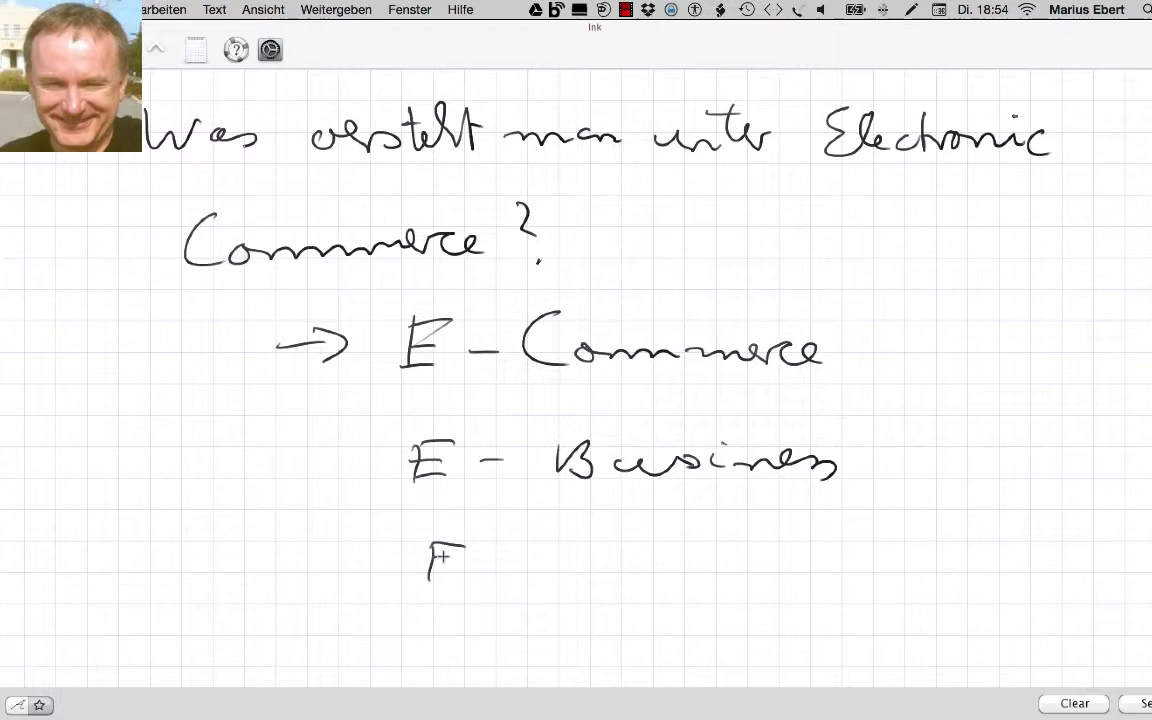 arbeiten Text Ansicht Weitergeben Fenster Hilfe Di. 18:54 Marius Ebert
Ink
Was versteht man unter Electronic
Commerce?
→ E - Commerce
E - Business
E
Clear